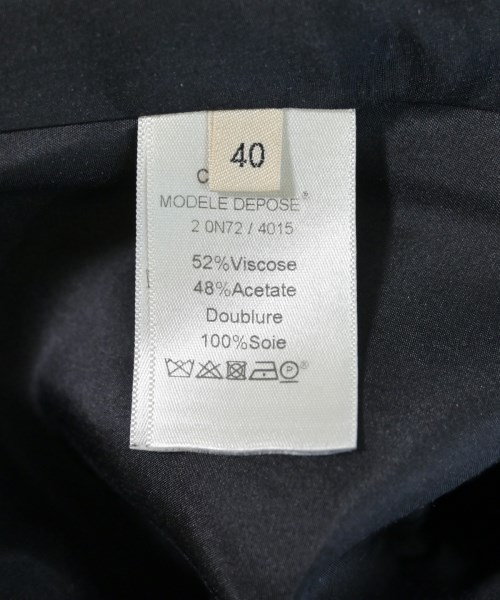 40
C
MODELE DEPOSE
2 0N72 / 4015
52%Viscose
48%Acetate
Doublure
100%Soie
P